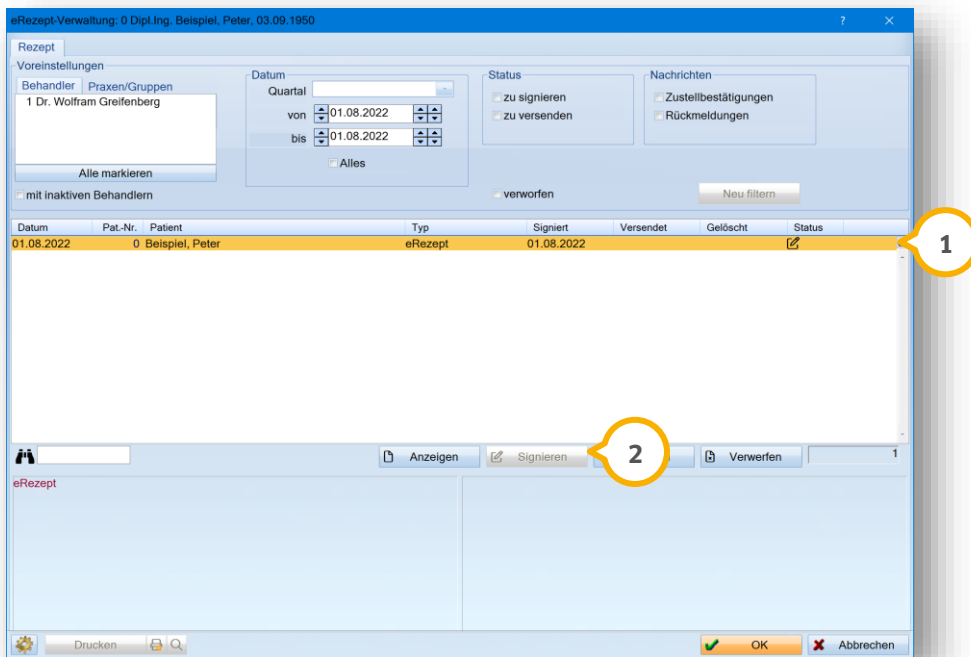 eRezept-Verwaltung: 0 Dipl.Ing. Beispiel, Peter, 03.09.1950 ?
Rezept
Voreinstellungen
Behandler Praxen/Gruppen
1 Dr. Wolfram Greifenberg
Alle markieren
mit inaktiven Behandlern
Datum
Quartal
von 01.08.2022
bis 01.08.2022
Alles
Status
zu signieren
zu versenden
verworfen
Nachrichten
Zustellbestätigungen
Rückmeldungen
Neu filtern
Datum Pat.-Nr. Patient Typ Signiert Versendet Gelöscht Status
01.08.2022 0 Beispiel, Peter eRezept 01.08.2022
1
Anzeigen Signieren 2 Verwerfen 1
eRezept
Drucken OK Abbrechen